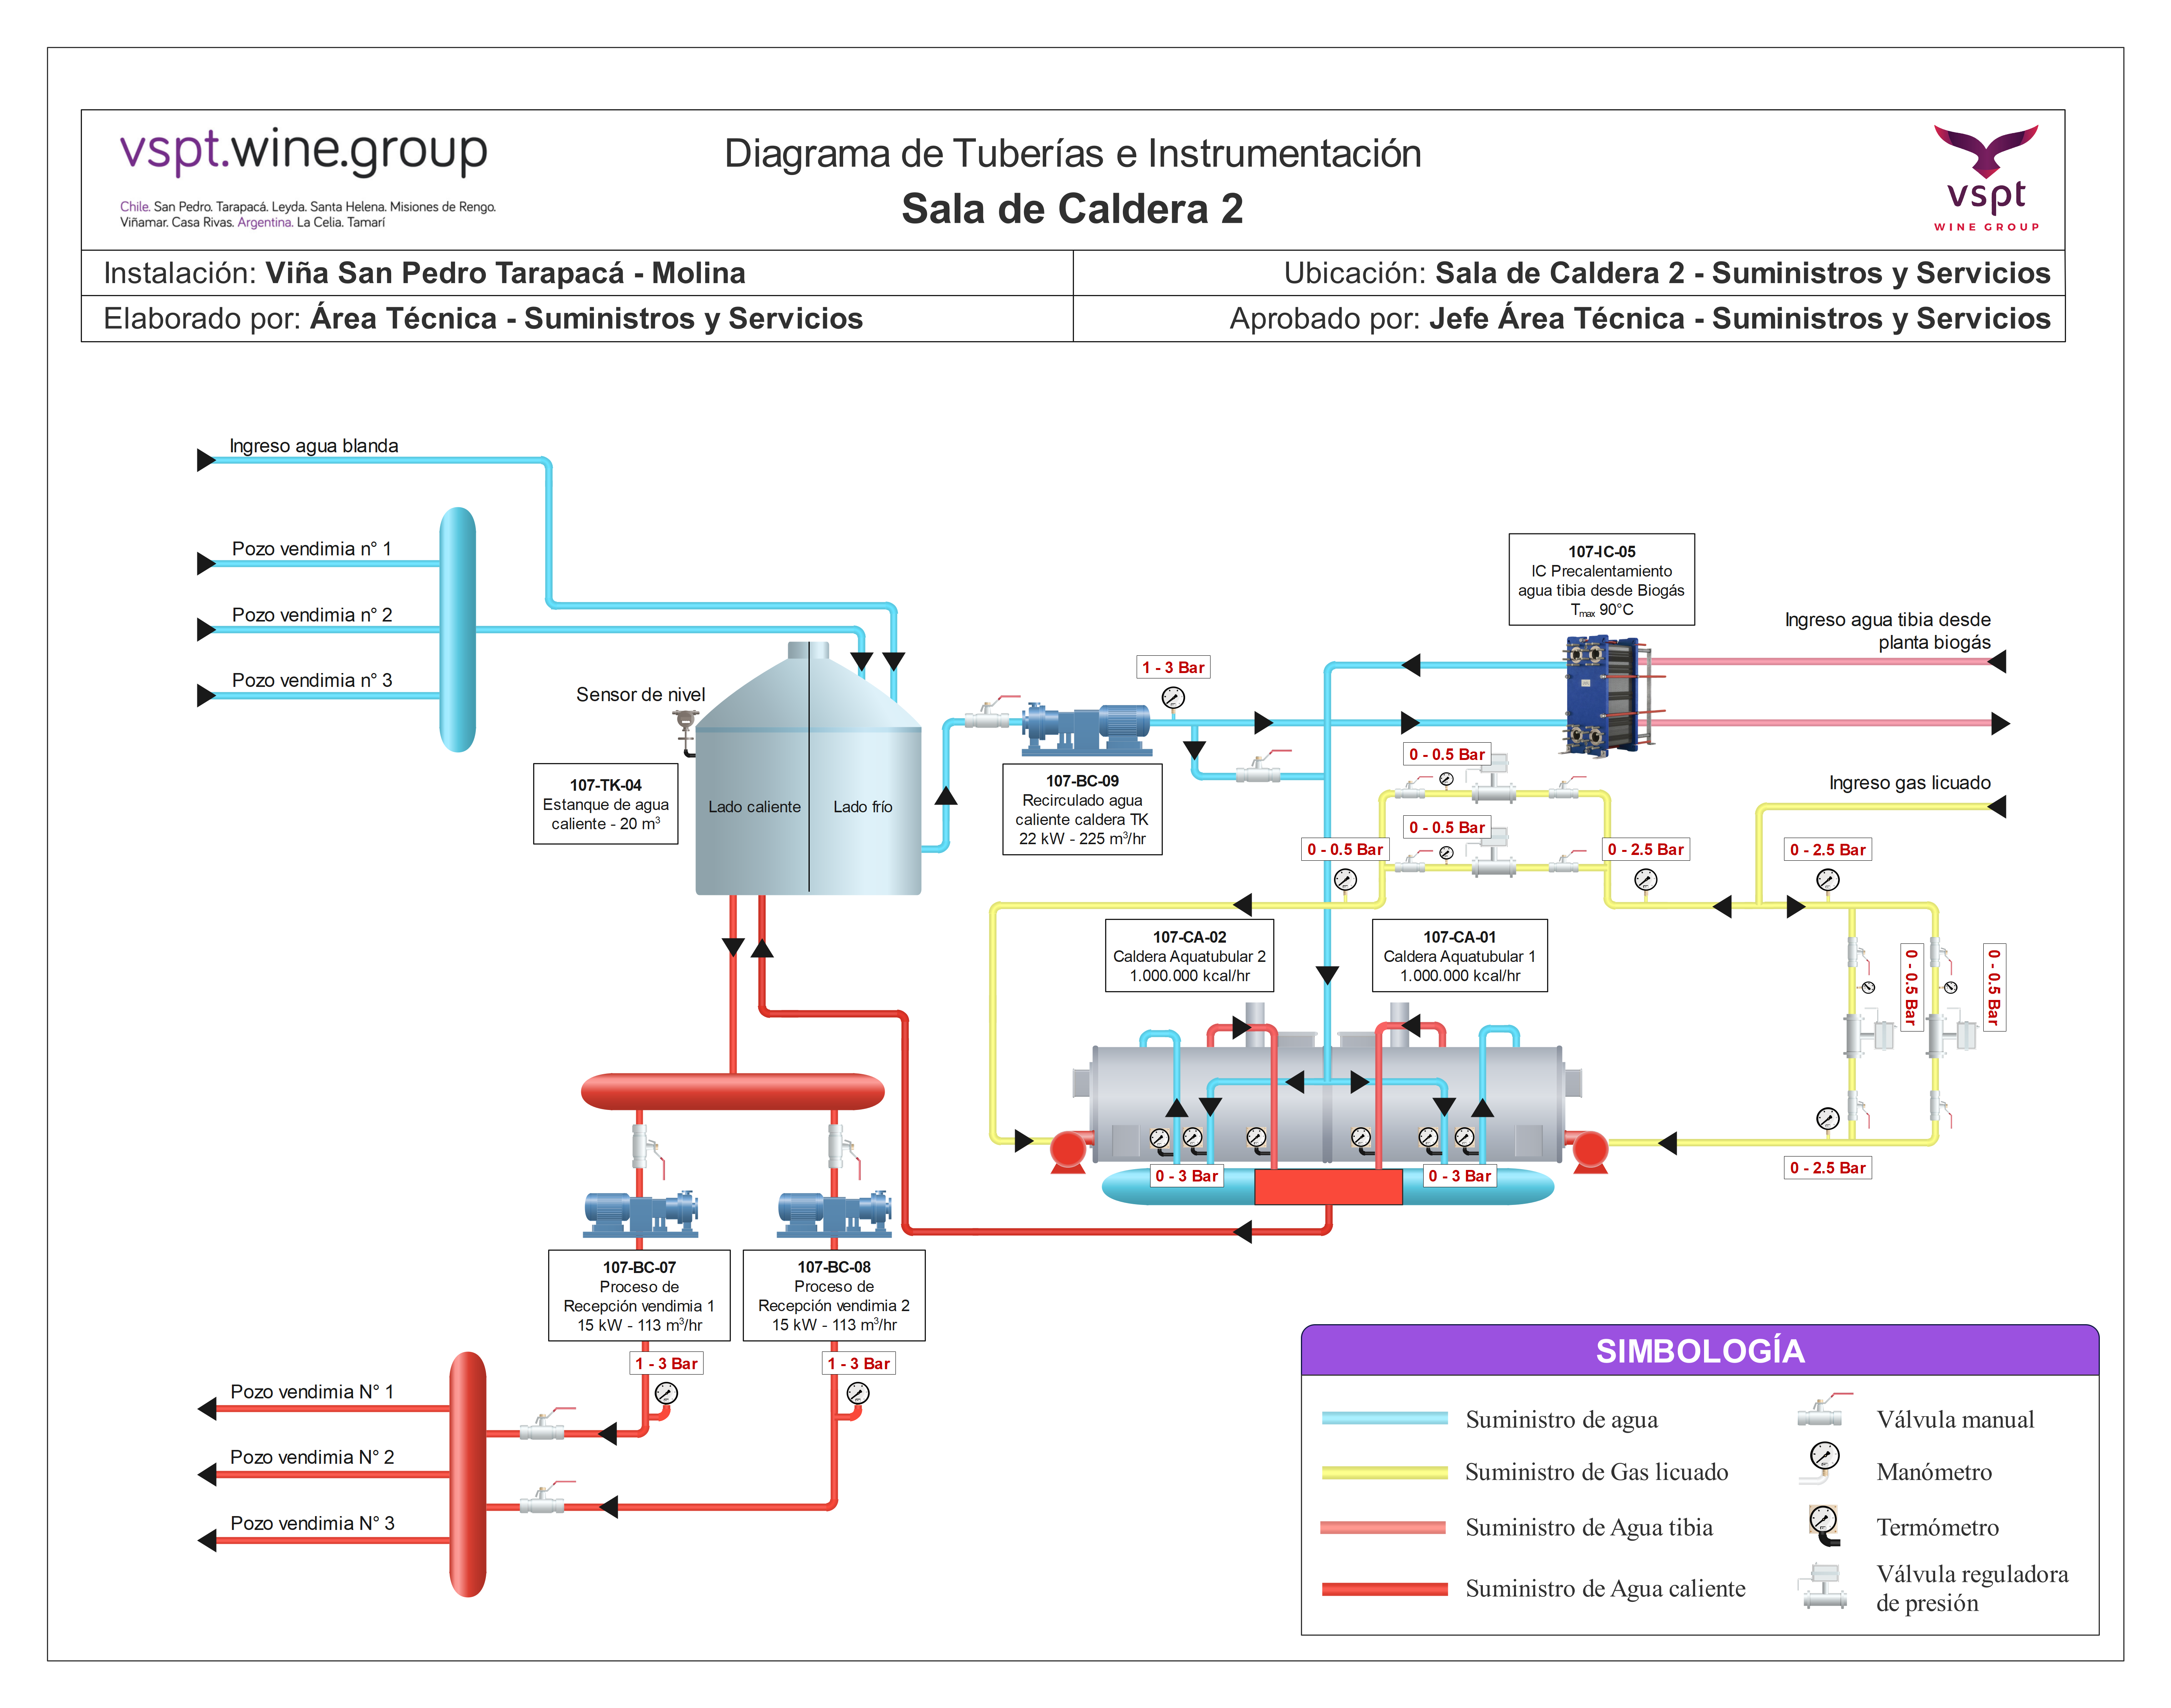 vspt.wine.group
Chile. San Pedro. Tarapacá. Leyda. Santa Helena. Misiones de Rengo.
Viñamar. Casa Rivas. Argentina. La Celia. Tamarí
Diagrama de Tuberías e Instrumentación
Sala de Caldera 2
vspt
WINE GROUP
Instalación: Viña San Pedro Tarapacá - Molina
Ubicación: Sala de Caldera 2 - Suministros y Servicios
Elaborado por: Área Técnica - Suministros y Servicios
Aprobado por: Jefe Área Técnica - Suministros y Servicios
Ingreso agua blanda
Pozo vendimia n° 1
Pozo vendimia n° 2
Pozo vendimia n° 3
Sensor de nivel
107-TK-04
Estanque de agua
caliente - 20 m³
Lado caliente
Lado frío
1 - 3 Bar
107-BC-09
Recirculado agua
caliente caldera TK
22 kW - 225 m³/hr
107-IC-05
IC Precalentamiento
agua tibia desde Biogás
Tmax 90°C
Ingreso agua tibia desde
planta biogás
Ingreso gas licuado
0 - 0.5 Bar
0 - 0.5 Bar
0 - 0.5 Bar
0 - 2.5 Bar
0 - 2.5 Bar
107-CA-02
Caldera Aquatubular 2
1.000.000 kcal/hr
107-CA-01
Caldera Aquatubular 1
1.000.000 kcal/hr
0 - 0.5 Bar
0 - 0.5 Bar
0 - 3 Bar
0 - 3 Bar
0 - 2.5 Bar
107-BC-07
Proceso de
Recepción vendimia 1
15 kW - 113 m³/hr
107-BC-08
Proceso de
Recepción vendimia 2
15 kW - 113 m³/hr
1 - 3 Bar
1 - 3 Bar
Pozo vendimia N° 1
Pozo vendimia N° 2
Pozo vendimia N° 3
SIMBOLOGÍA
Suministro de agua
Válvula manual
Suministro de Gas licuado
Manómetro
Suministro de Agua tibia
Termómetro
Suministro de Agua caliente
Válvula reguladora
de presión